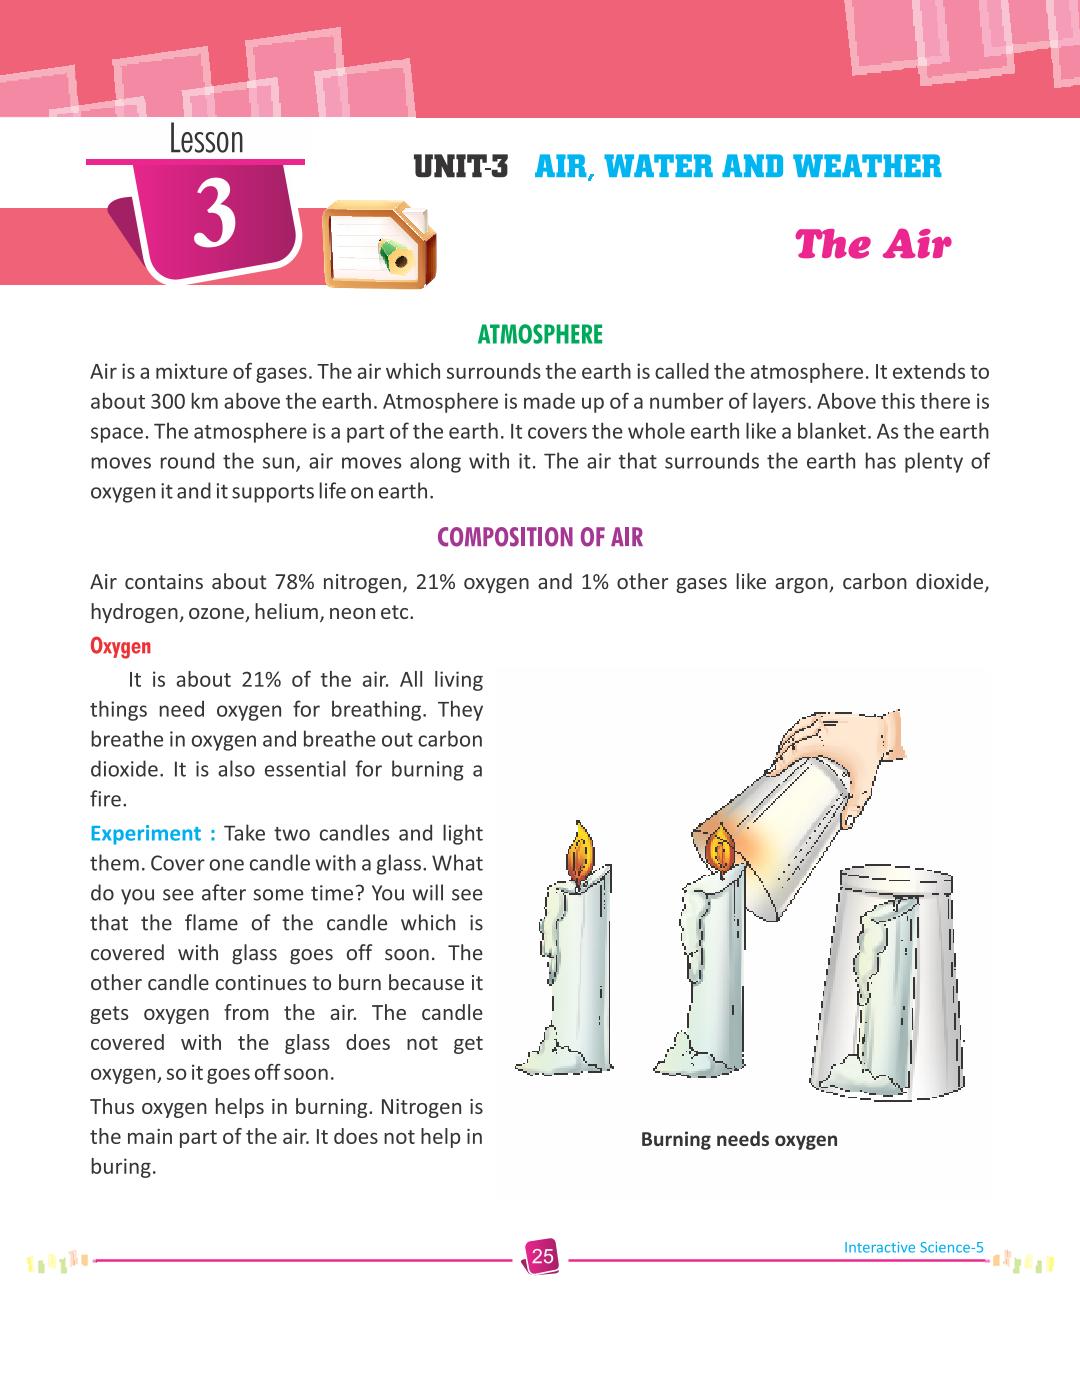 Lesson
3
UNIT-3 AIR, WATER AND WEATHER
The Air
ATMOSPHERE
Air is a mixture of gases. The air which surrounds the earth is called the atmosphere. It extends to
about 300 km above the earth. Atmosphere is made up of a number of layers. Above this there is
space. The atmosphere is a part of the earth. It covers the whole earth like a blanket. As the earth
moves round the sun, air moves along with it. The air that surrounds the earth has plenty of
oxygen it and it supports life on earth.
COMPOSITION OF AIR
Air contains about 78% nitrogen, 21% oxygen and 1% other gases like argon, carbon dioxide,
hydrogen, ozone, helium, neon etc.
Oxygen
It is about 21% of the air. All living
things need oxygen for breathing. They
breathe in oxygen and breathe out carbon
dioxide. It is also essential for burning a
fire.
Experiment : Take two candles and light
them. Cover one candle with a glass. What
do you see after some time? You will see
that the flame of the candle which is
covered with glass goes off soon. The
other candle continues to burn because it
gets oxygen from the air. The candle
covered with the glass does not get
oxygen, so it goes off soon.
Thus oxygen helps in burning. Nitrogen is
the main part of the air. It does not help in
buring.
Burning needs oxygen
25
Interactive Science-5